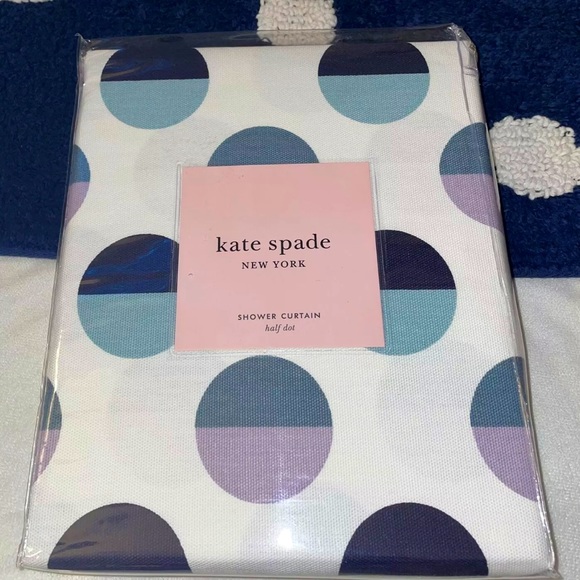 kate spade
NEW YORK
SHOWER CURTAIN
half dot